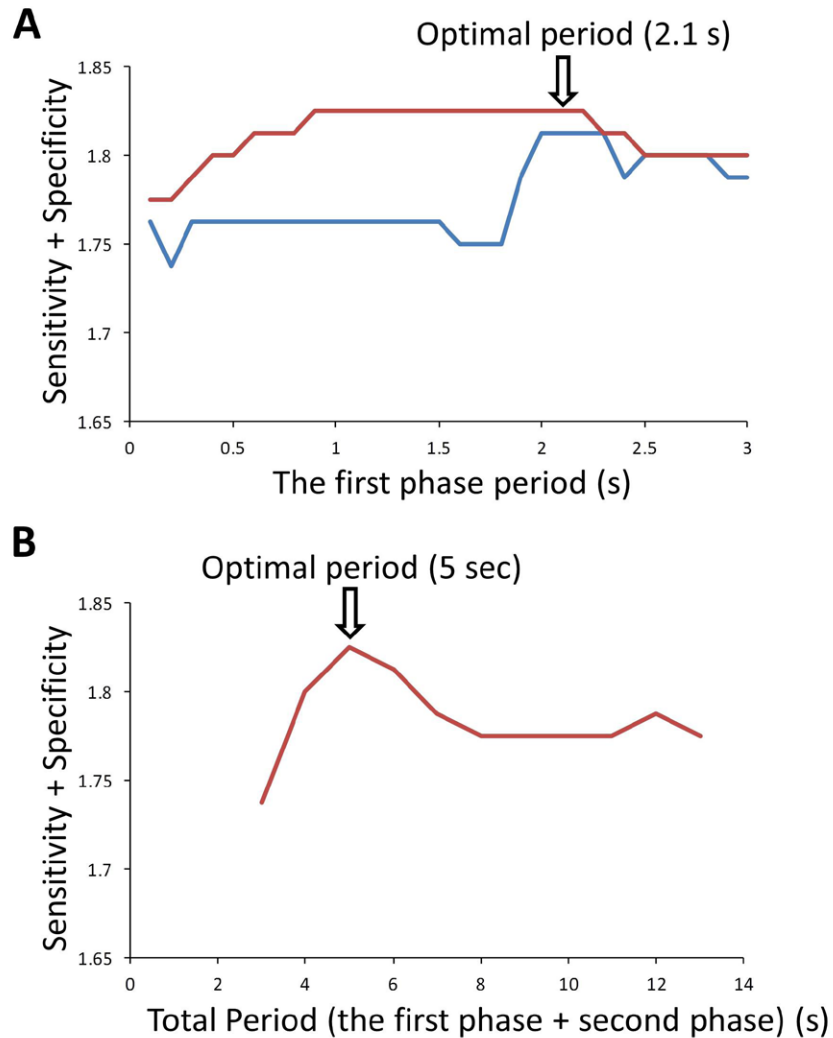 A
Optimal period (2.1 s)
Sensitivity + Specificity
1.85
1.8
1.75
1.7
1.65
0 0.5 1 1.5 2 2.5 3
The first phase period (s)
B
Optimal period (5 sec)
Sensitivity + Specificity
1.85
1.8
1.75
1.7
1.65
0 2 4 6 8 10 12 14
Total Period (the first phase + second phase) (s)